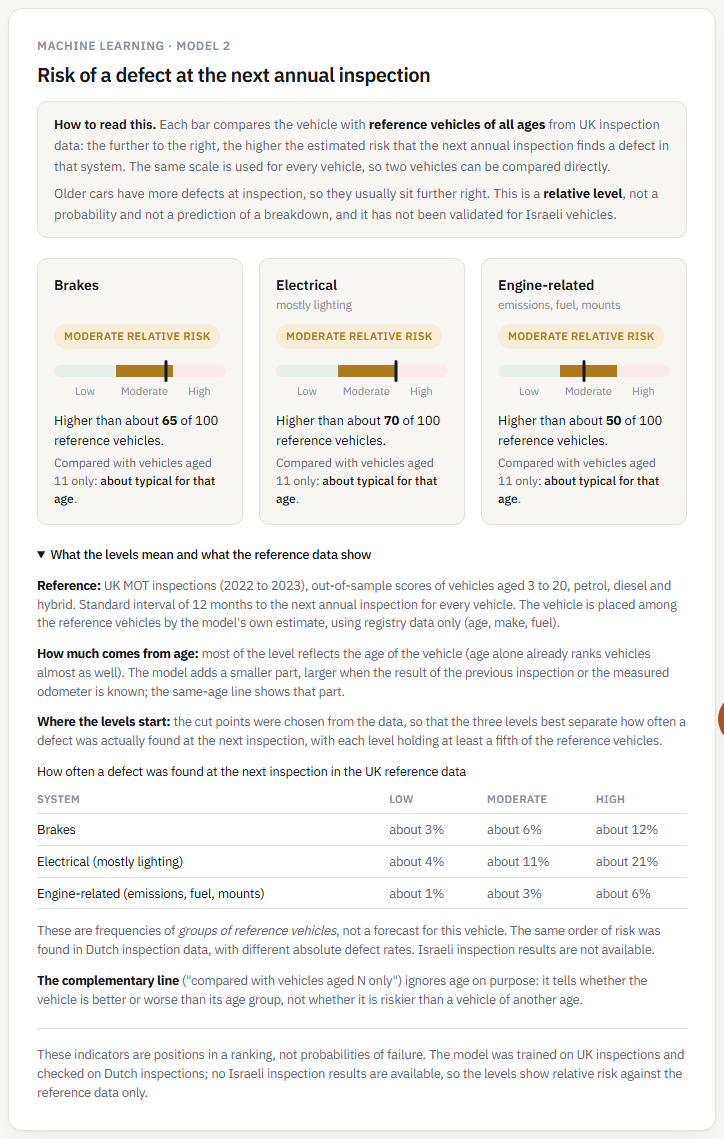 MACHINE LEARNING · MODEL 2
Risk of a defect at the next annual inspection
How to read this. Each bar compares the vehicle with reference vehicles of all ages from UK inspection
data: the further to the right, the higher the estimated risk that the next annual inspection finds a defect in
that system. The same scale is used for every vehicle, so two vehicles can be compared directly.
Older cars have more defects at inspection, so they usually sit further right. This is a relative level, not a
probability and not a prediction of a breakdown, and it has not been validated for Israeli vehicles.
Brakes
MODERATE RELATIVE RISK
Low Moderate High
Higher than about 65 of 100
reference vehicles.
Compared with vehicles aged
11 only: about typical for that
age.
Electrical
mostly lighting
MODERATE RELATIVE RISK
Low Moderate High
Higher than about 70 of 100
reference vehicles.
Compared with vehicles aged
11 only: about typical for that
age.
Engine-related
emissions, fuel, mounts
MODERATE RELATIVE RISK
Low Moderate High
Higher than about 50 of 100
reference vehicles.
Compared with vehicles aged
11 only: about typical for that
age.
▼ What the levels mean and what the reference data show
Reference: UK MOT inspections (2022 to 2023), out-of-sample scores of vehicles aged 3 to 20, petrol, diesel and
hybrid. Standard interval of 12 months to the next annual inspection for every vehicle. The vehicle is placed among
the reference vehicles by the model's own estimate, using registry data only (age, make, fuel).
How much comes from age: most of the level reflects the age of the vehicle (age alone already ranks vehicles
almost as well). The model adds a smaller part, larger when the result of the previous inspection or the measured
odometer is known; the same-age line shows that part.
Where the levels start: the cut points were chosen from the data, so that the three levels best separate how often a
defect was actually found at the next inspection, with each level holding at least a fifth of the reference vehicles.
How often a defect was found at the next inspection in the UK reference data
SYSTEM LOW MODERATE HIGH
Brakes about 3% about 6% about 12%
Electrical (mostly lighting) about 4% about 11% about 21%
Engine-related (emissions, fuel, mounts) about 1% about 3% about 6%
These are frequencies of groups of reference vehicles, not a forecast for this vehicle. The same order of risk was
found in Dutch inspection data, with different absolute defect rates. Israeli inspection results are not available.
The complementary line ("compared with vehicles aged N only") ignores age on purpose: it tells whether the
vehicle is better or worse than its age group, not whether it is riskier than a vehicle of another age.
These indicators are positions in a ranking, not probabilities of failure. The model was trained on UK inspections and
checked on Dutch inspections; no Israeli inspection results are available, so the levels show relative risk against the
reference data only.